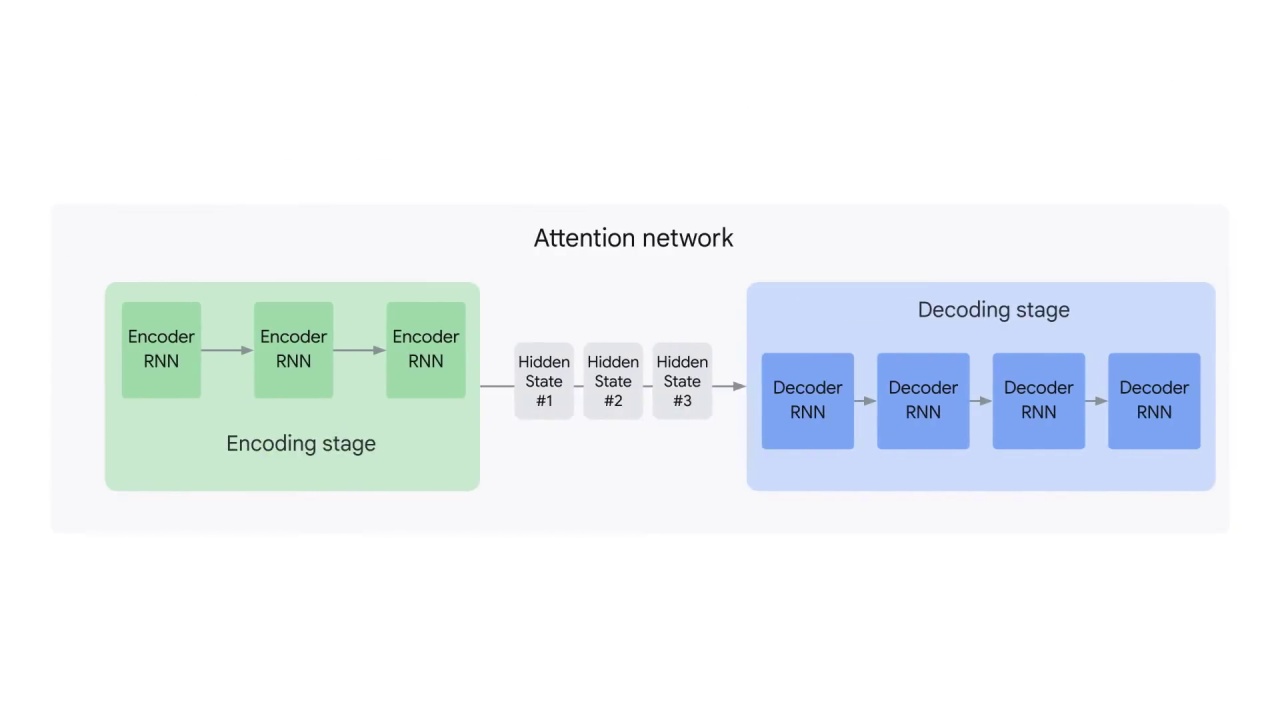 Attention network
Encoder
RNN
Encoder
RNN
Encoder
RNN
Encoding stage
Hidden
State
#1
Hidden
State
#2
Hidden
State
#3
Decoding stage
Decoder
RNN
Decoder
RNN
Decoder
RNN
Decoder
RNN